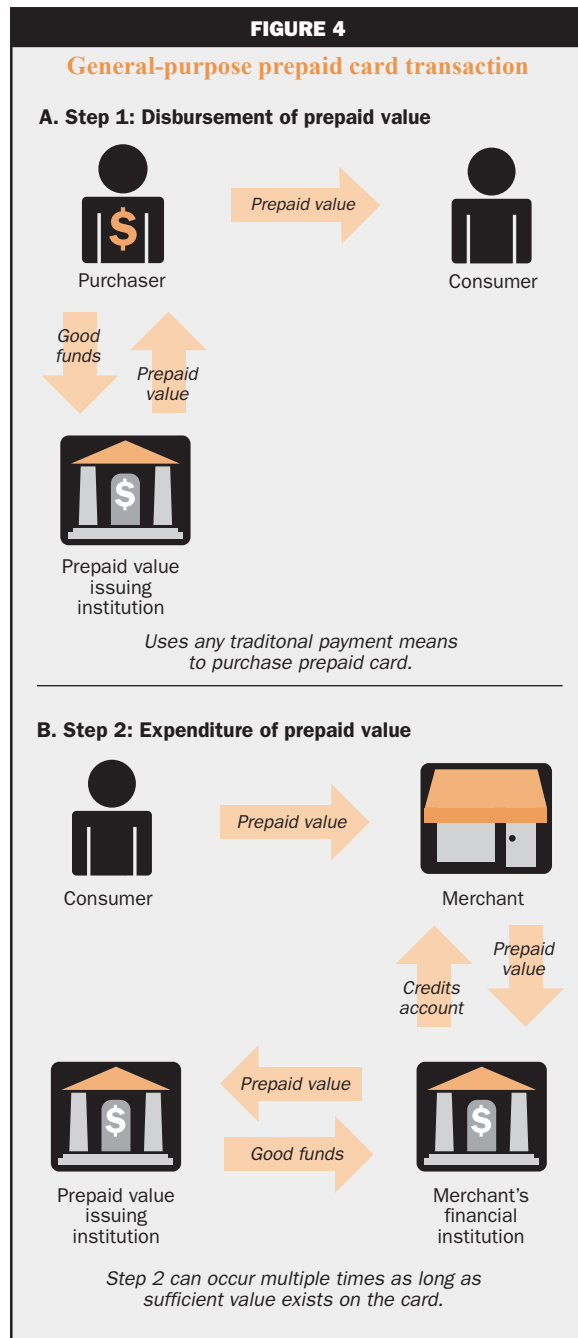 FIGURE 4
General-purpose prepaid card transaction
A. Step 1: Disbursement of prepaid value
$
Prepaid value
Purchaser
Consumer
Good
funds
Prepaid
value
$
Prepaid value
issuing
institution
Uses any traditonal payment means
to purchase prepaid card.
B. Step 2: Expenditure of prepaid value
Prepaid value
Consumer
Merchant
Prepaid
value
Credits
account
Prepaid value
$
$
Good funds
Prepaid value
issuing
institution
Merchant's
financial
institution
Step 2 can occur multiple times as long as
sufficient value exists on the card.